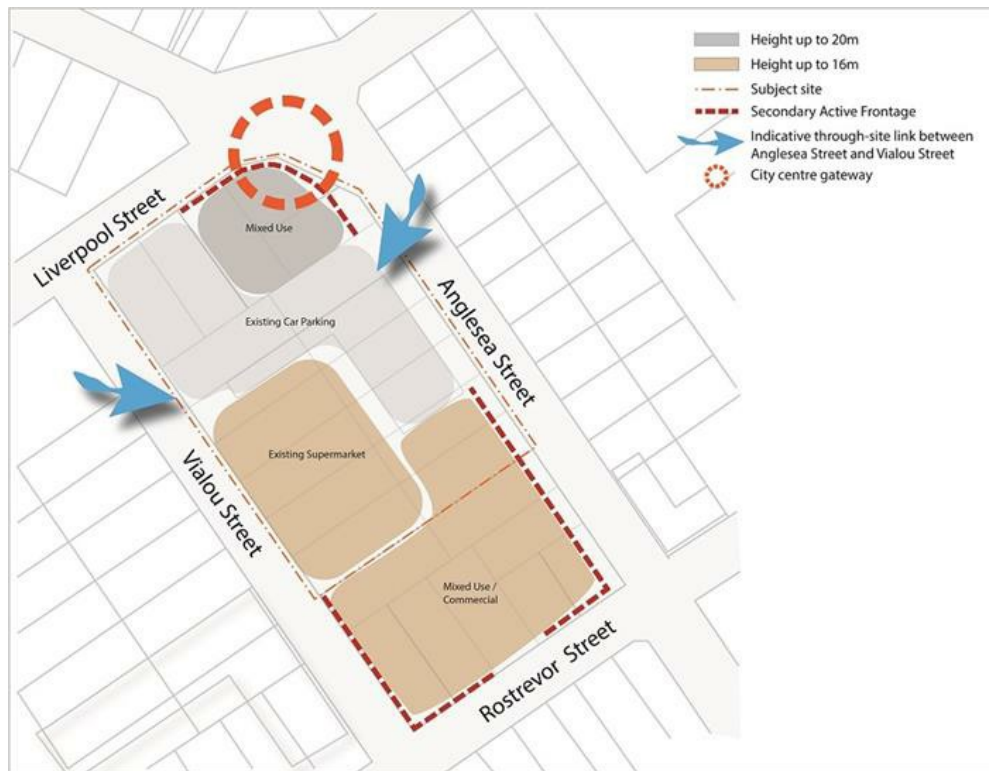 Height up to 20m
Height up to 16m
Subject site
Secondary Active Frontage
Indicative through-site link between
Anglesea Street and Vialou Street
City centre gateway
Liverpool Street
Mixed Use
Existing Car Parking
Anglesea Street
Existing Supermarket
Vialou Street
Mixed Use /
Commercial
Rostrevor Street